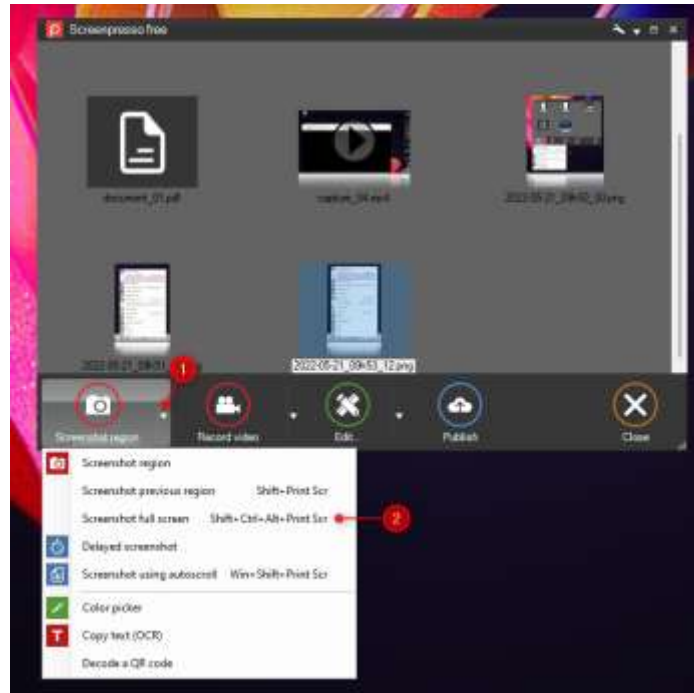 Screenpresso free
document_01.pdf
capture_04.mp4
2022-05-21_09h53_12.png
1
Screenshot region
Record video
Edit
Publish
Close
Screenshot region
Screenshot previous region Shift+Print Scr
Screenshot full screen Shift+Ctrl+Alt+Print Scr
2
Delayed screenshot
Screenshot using autoscroll Win+Shift+Print Scr
Color picker
Copy text (OCR)
Decode a QR code